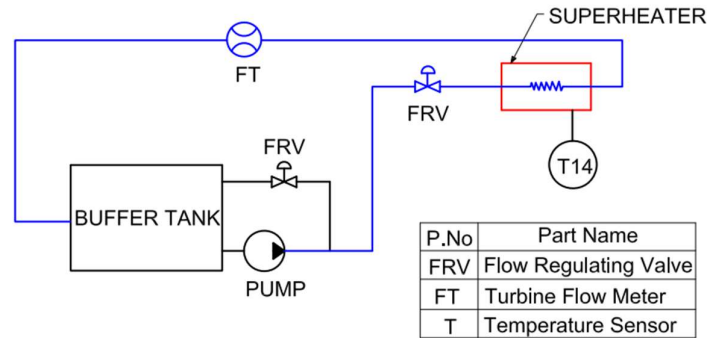 SUPERHEATER
FT
FRV
FRV
T14
BUFFER TANK
PUMP
P.No Part Name
FRV Flow Regulating Valve
FT Turbine Flow Meter
T Temperature Sensor